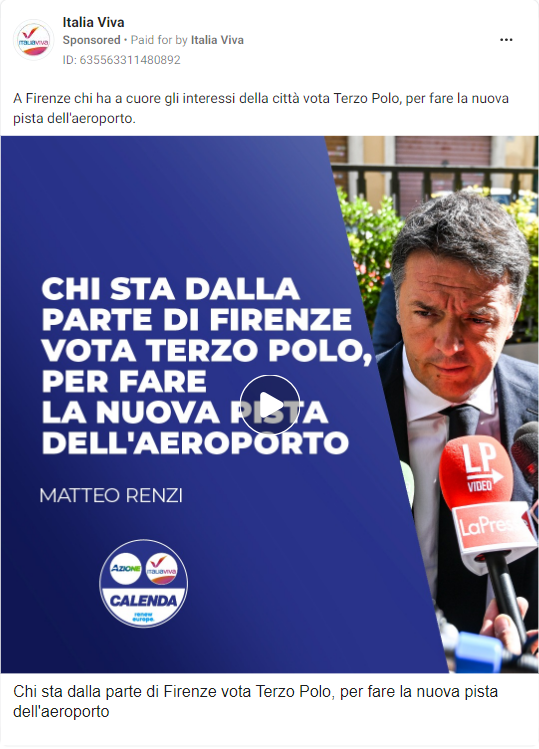 Italia Viva
Sponsored • Paid for by Italia Viva
ID: 635563311480892
A Firenze chi ha a cuore gli interessi della città vota Terzo Polo, per fare la nuova
pista dell'aeroporto.
CHI STA DALLA
PARTE DI FIRENZE
VOTA TERZO POLO,
PER FARE
LA NUOVA PISTA
DELL'AEROPORTO
MATTEO RENZI
AZIONE
ITALIAVIVA
CALENDA
renew
europe.
LP
VIDEO
LaPres
Chi sta dalla parte di Firenze vota Terzo Polo, per fare la nuova pista
dell'aeroporto